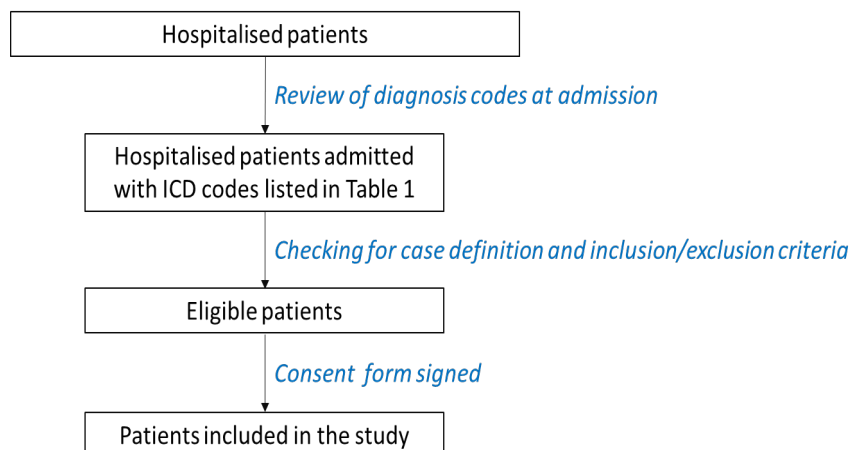 Hospitalised patients
Review of diagnosis codes at admission
Hospitalised patients admitted
with ICD codes listed in Table 1
Checking for case definition and inclusion/exclusion criteria
Eligible patients
Consent form signed
Patients included in the study